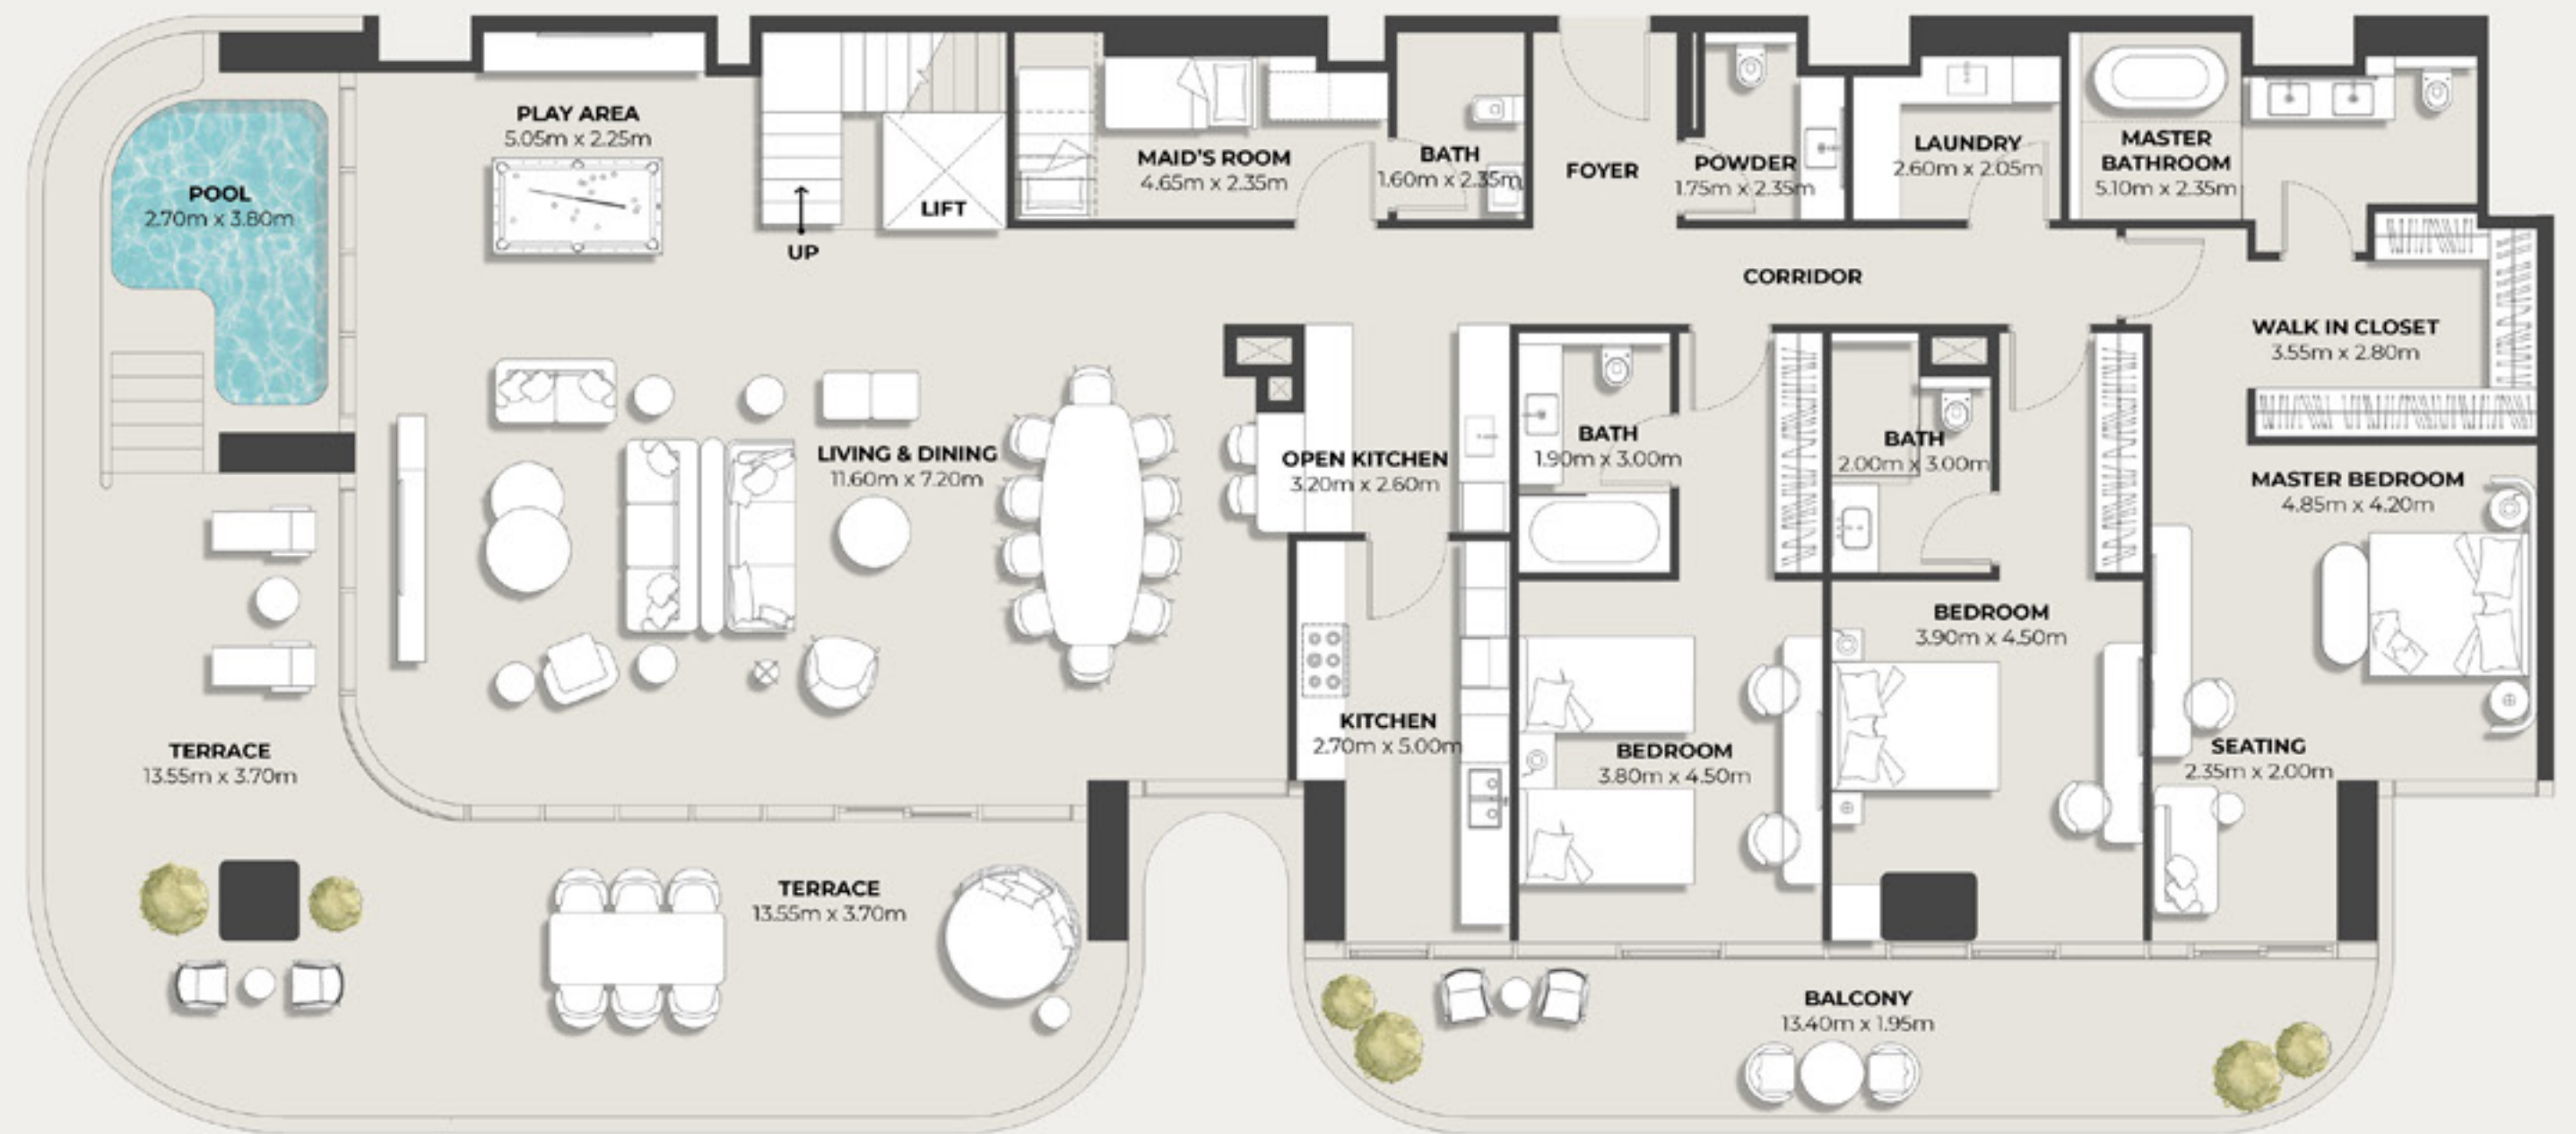 PLAY AREA
5.05m x 2.25m
POOL
2.70m x 3.80m
UP
LIFT
MAID'S ROOM
4.65m x 2.35m
BATH
1.60m x 2.35m
FOYER
POWDER
1.75m x 2.35m
LAUNDRY
2.60m x 2.05m
MASTER
BATHROOM
5.10m x 2.35m
CORRIDOR
WALK IN CLOSET
3.55m x 2.80m
LIVING & DINING
11.60m x 7.20m
OPEN KITCHEN
3.20m x 2.60m
BATH
1.90m x 3.00m
BATH
2.00m x 3.00m
MASTER BEDROOM
4.85m x 4.20m
BEDROOM
3.90m x 4.50m
TERRACE
13.55m x 3.70m
KITCHEN
2.70m x 5.00m
BEDROOM
3.80m x 4.50m
SEATING
2.35m x 2.00m
TERRACE
13.55m x 3.70m
BALCONY
13.40m x 1.95m